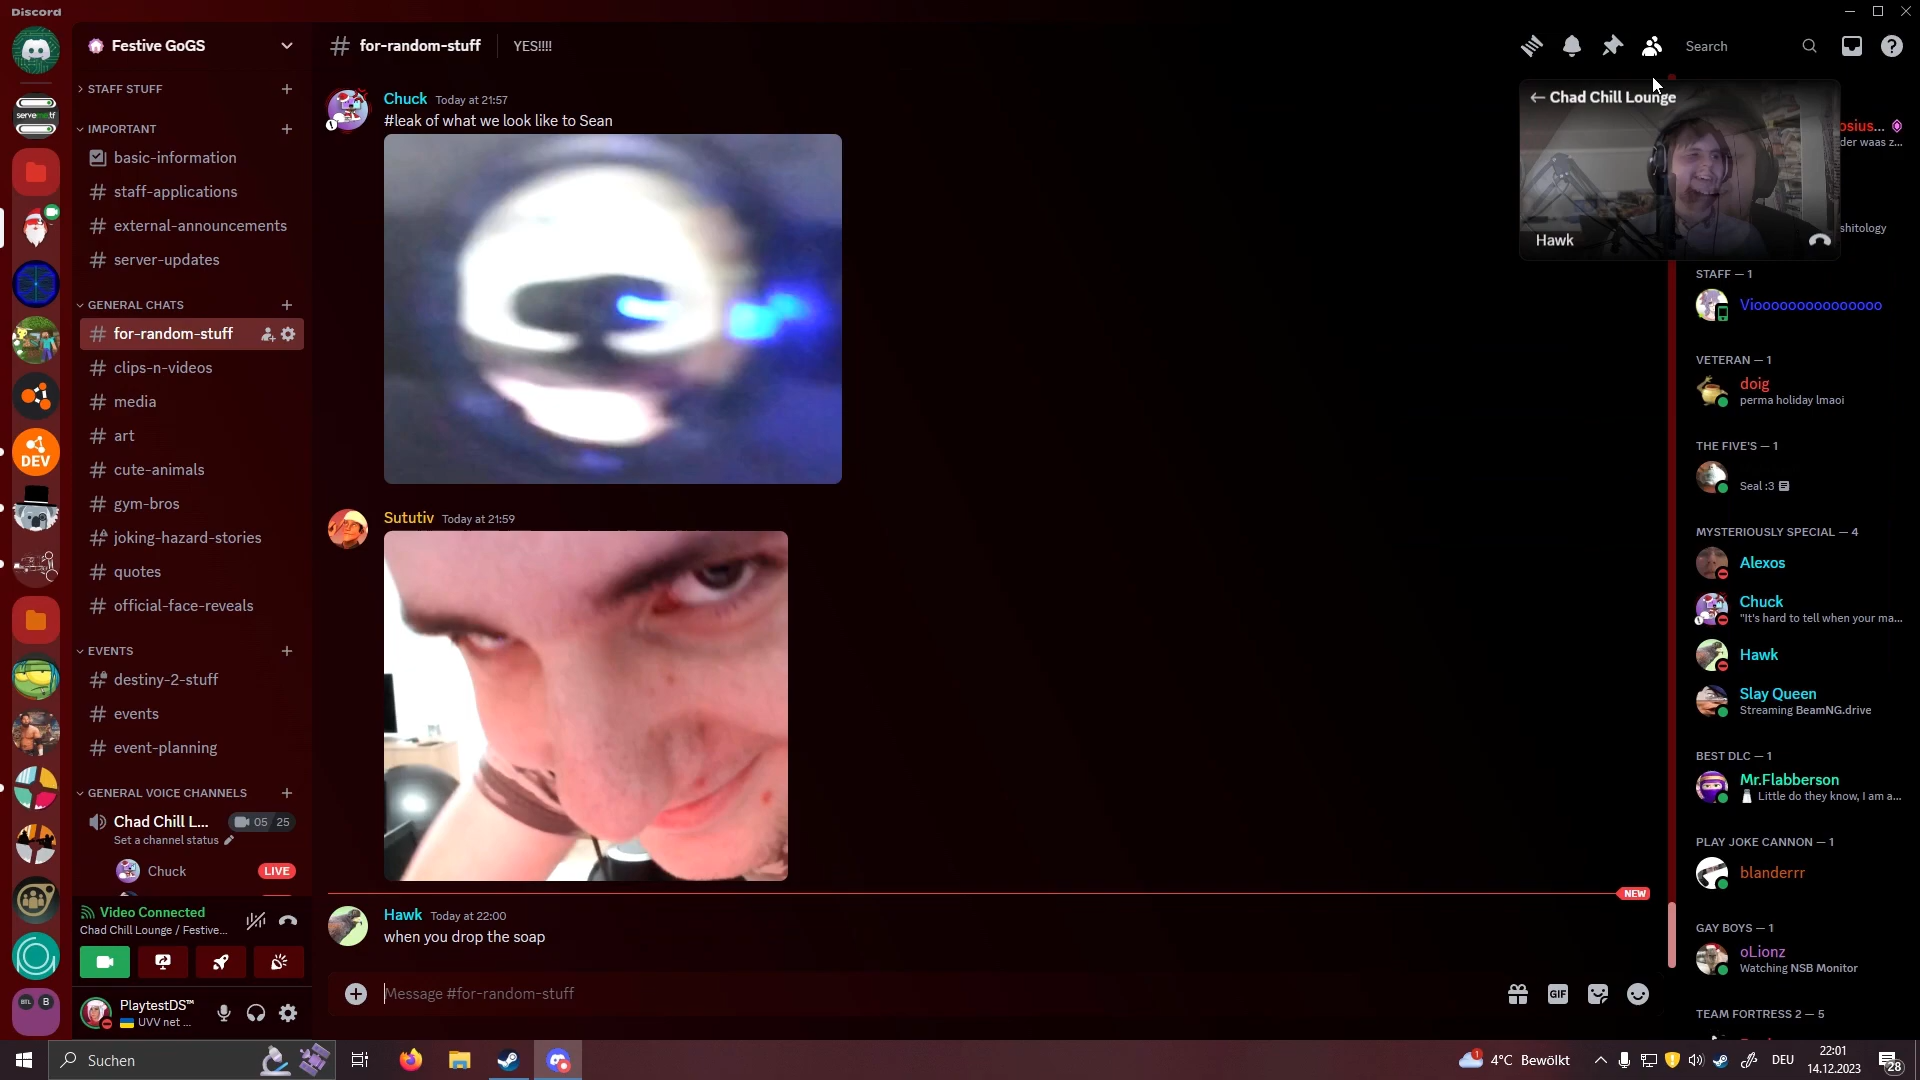 Discord
Festive GoGS
for-random-stuff
YES!!!!
Search
STAFF STUFF
IMPORTANT
basic-information
staff-applications
external-announcements
server-updates
GENERAL CHATS
for-random-stuff
clips-n-videos
media
art
cute-animals
gym-bros
joking-hazard-stories
quotes
official-face-reveals
EVENTS
destiny-2-stuff
events
event-planning
GENERAL VOICE CHANNELS
Chad Chill L...
05 25
Set a channel status
Chuck
LIVE
Video Connected
Chad Chill Lounge / Festive...
PlaytestDS™
UVV net ...
DEV
Chuck Today at 21:57
#leak of what we look like to Sean
Sututiv Today at 21:59
NEW
Hawk Today at 22:00
when you drop the soap
Message #for-random-stuff
GIF
Chad Chill Lounge
Hawk
osius...
der waas z...
shitology
STAFF — 1
Viooooooooooooooo
VETERAN — 1
doig
perma holiday lmaoi
THE FIVE'S — 1
Seal :3
MYSTERIOUSLY SPECIAL — 4
Alexos
Chuck
"It's hard to tell when your ma...
Hawk
Slay Queen
Streaming BeamNG.drive
BEST DLC — 1
Mr.Flabberson
Little do they know, I am a...
PLAY JOKE CANNON — 1
blanderrr
GAY BOYS — 1
oLionz
Watching NSB Monitor
TEAM FORTRESS 2 — 5
Suchen
4°C Bewölkt
DEU
22:01
14.12.2023
28